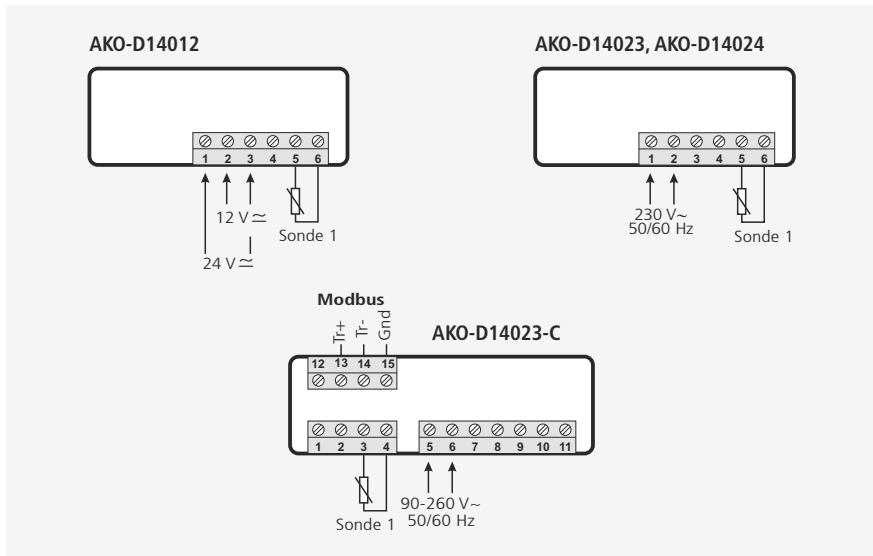 AKO-D14012
1 2 3 4 5 6
12 V ≂
Sonde 1
24 V ≂
AKO-D14023, AKO-D14024
1 2 3 4 5 6
230 V~
50/60 Hz
Sonde 1
Modbus
Tr+
Tr-
Gnd
AKO-D14023-C
12 13 14 15
1 2 3 4
5 6 7 8 9 10 11
Sonde 1
90-260 V~
50/60 Hz